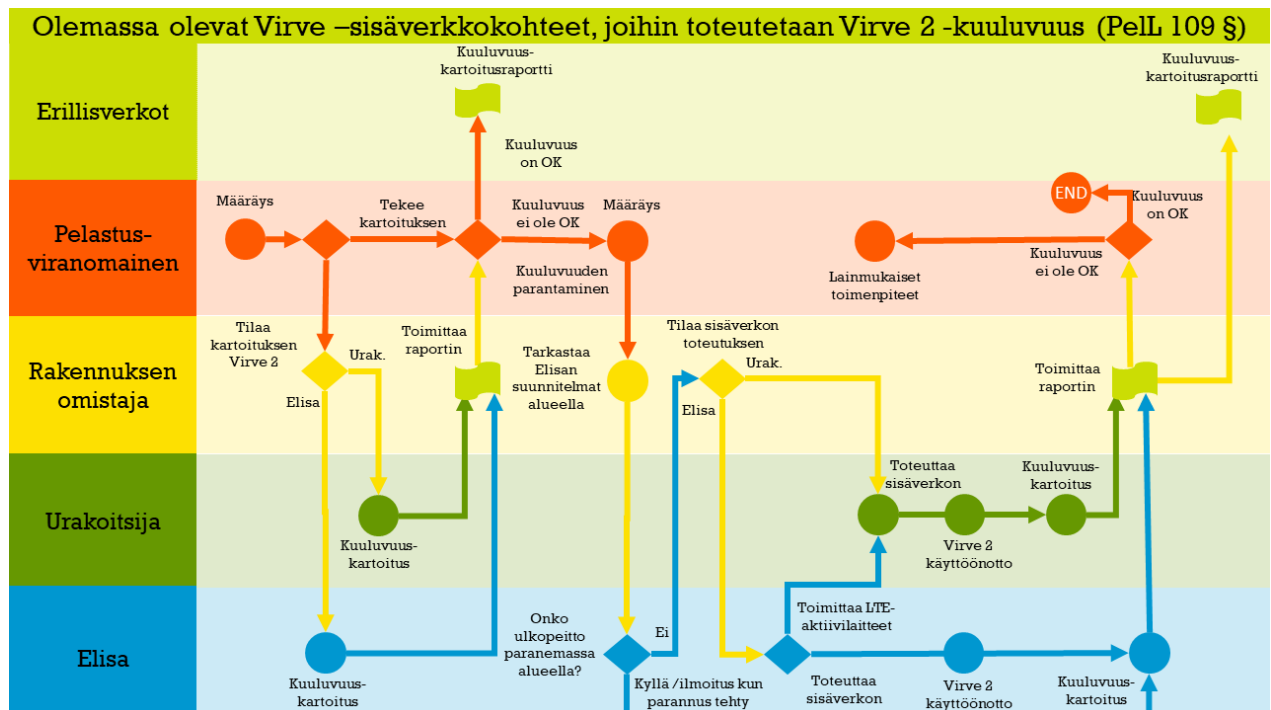 Olemassa olevat Virve –sisäverkkokohteet, joihin toteutetaan Virve 2 -kuuluvuus (PelL 109 §)
Erillisverkot
Kuuluvuus-
kartoitusraportti
Kuuluvuus
on OK
Kuuluvuus-
kartoitusraportti
Pelastus-
viranomainen
Määräys
Tekee
kartoituksen
Kuuluvuus
ei ole OK
Määräys
Kuuluvuuden
parantaminen
Lainmukaiset
toimenpiteet
END
Kuuluvuus
on OK
Kuuluvuus
ei ole OK
Rakennuksen
omistaja
Tilaa
kartoituksen
Virve 2
Urak.
Elisa
Toimittaa
raportin
Tarkastaa
Elisan
suunnitelmat
alueella
Tilaa sisäverkon
toteutuksen
Urak.
Elisa
Toimittaa
raportin
Urakoitsija
Kuuluvuus-
kartoitus
Toteuttaa
sisäverkon
Virve 2
käyttöönotto
Kuuluvuus-
kartoitus
Elisa
Kuuluvuus-
kartoitus
Onko
ulkopeitto
paranemassa
alueella?
Ei
Kyllä /ilmoitus kun
parannus tehty
Toimittaa LTE-
aktiivilaitteet
Toteuttaa
sisäverkon
Virve 2
käyttöönotto
Kuuluvuus-
kartoitus